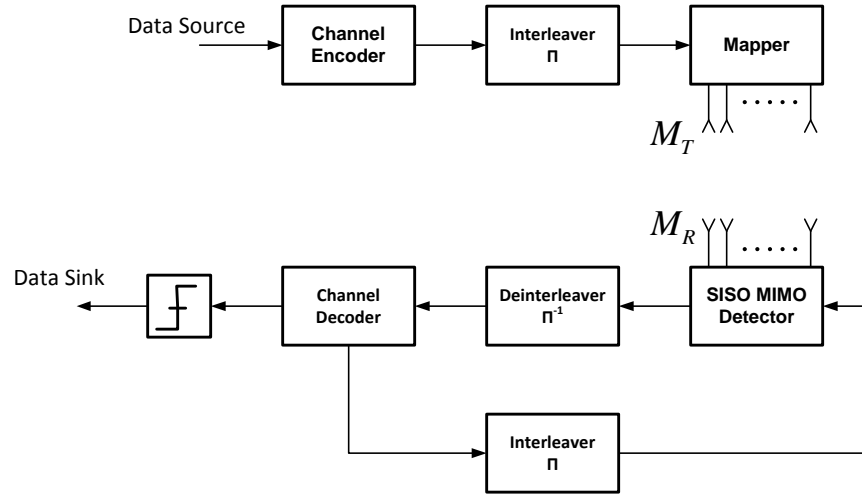 Data Source
Channel
Encoder
Interleaver
Π
Mapper
M_T
M_R
Data Sink
Channel
Decoder
Deinterleaver
Π⁻¹
SISO MIMO
Detector
Interleaver
Π